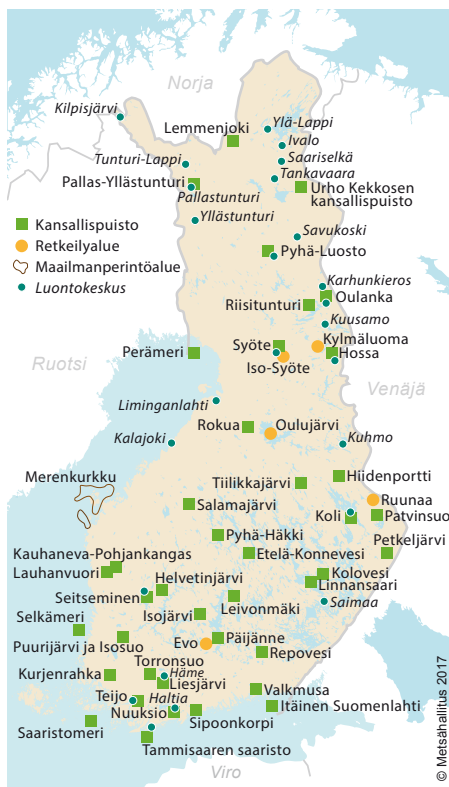 Norja
Kilpisjärvi
Ylä-Lappi
Lemmenjoki
Ivalo
Saariselkä
Tunturi-Lappi
Tankavaara
Pallas-Yllästunturi
Urho Kekkosen
kansallispuisto
Pallastunturi
Yllästunturi
Kansallispuisto
Retkeilyalue
Maailmanperintöalue
Luontokeskus
Savukoski
Pyhä-Luosto
Karhunkieros
Oulanka
Riisitunturi
Kuusamo
Kylmäluoma
Perämeri
Syöte
Hossa
Iso-Syöte
Ruotsi
Venäjä
Liminganlahti
Rokua
Oulujärvi
Kalajoki
Kuhmo
Merenkurkku
Tiilikkajärvi
Hiidenportti
Salamajärvi
Ruunaa
Koli
Patvinsuo
Pyhä-Häkki
Petkeljärvi
Kauhaneva-Pohjankangas
Etelä-Konnevesi
Lauhanvuori
Helvetinjärvi
Kolovesi
Linnansaari
Seitseminen
Leivonmäki
Saimaa
Selkämeri
Isojärvi
Puurijärvi ja Isosuo
Evo
Päijänne
Repovesi
Torronsuo
Kurjenrahka
Häme
Liesjärvi
Teijo
Haltia
Valkmusa
Nuuksio
Sipoonkorpi
Itäinen Suomenlahti
Saaristomeri
Tammisaaren saaristo
Viro
© Metsähallitus 2017